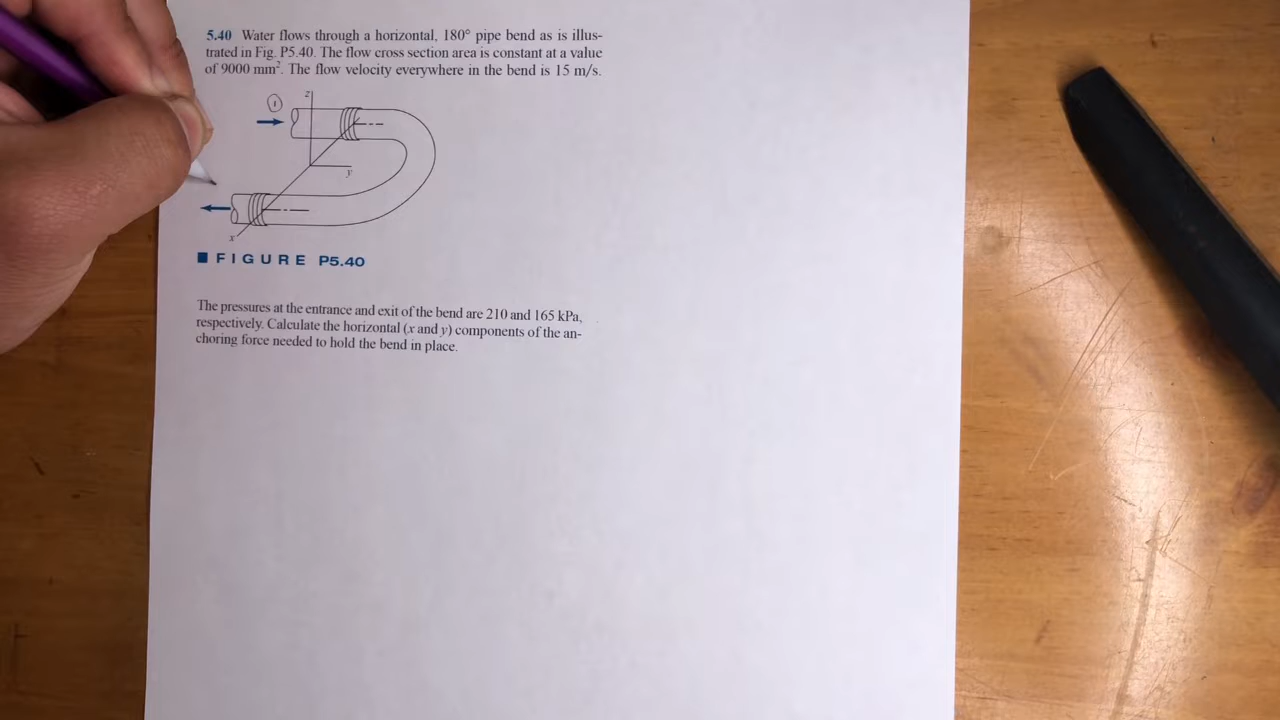 5.40 Water flows through a horizontal, 180° pipe bend as is illus-
trated in Fig. P5.40. The flow cross section area is constant at a value
of 9000 mm². The flow velocity everywhere in the bend is 15 m/s.
z
①
y
x
■ FIGURE P5.40
The pressures at the entrance and exit of the bend are 210 and 165 kPa,
respectively. Calculate the horizontal (x and y) components of the an-
choring force needed to hold the bend in place.